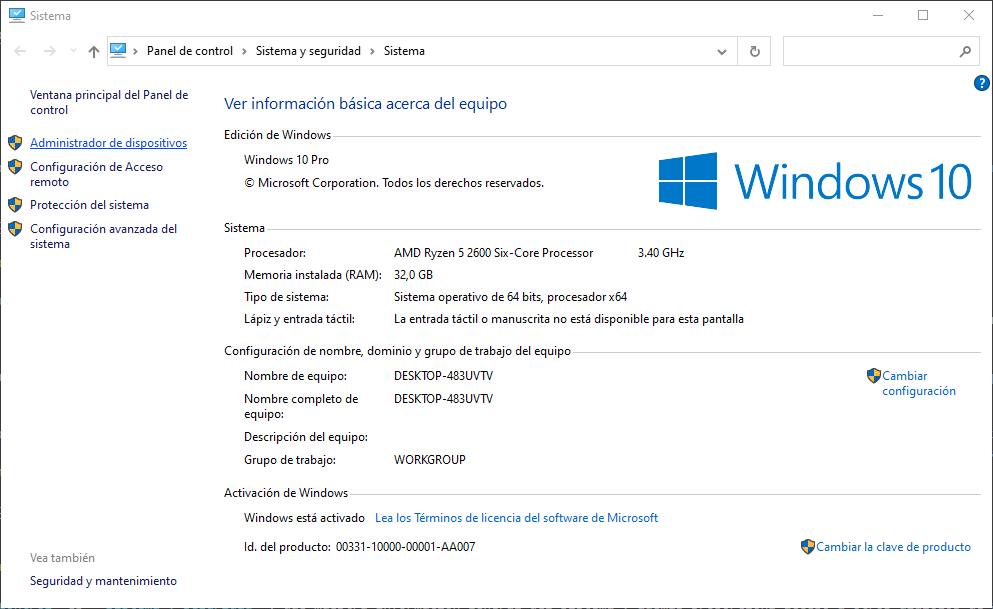 Sistema
Panel de control > Sistema y seguridad > Sistema
?
Ventana principal del Panel de
control
Administrador de dispositivos
Configuración de Acceso
remoto
Protección del sistema
Configuración avanzada del
sistema
Vea también
Seguridad y mantenimiento
Ver información básica acerca del equipo
Edición de Windows
Windows 10 Pro
© Microsoft Corporation. Todos los derechos reservados.
Windows 10
Sistema
Procesador: AMD Ryzen 5 2600 Six-Core Processor 3.40 GHz
Memoria instalada (RAM): 32,0 GB
Tipo de sistema: Sistema operativo de 64 bits, procesador x64
Lápiz y entrada táctil: La entrada táctil o manuscrita no está disponible para esta pantalla
Configuración de nombre, dominio y grupo de trabajo del equipo
Nombre de equipo: DESKTOP-483UVTV
Cambiar
configuración
Nombre completo de
equipo: DESKTOP-483UVTV
Descripción del equipo:
Grupo de trabajo: WORKGROUP
Activación de Windows
Windows está activado Lea los Términos de licencia del software de Microsoft
Id. del producto: 00331-10000-00001-AA007 Cambiar la clave de producto